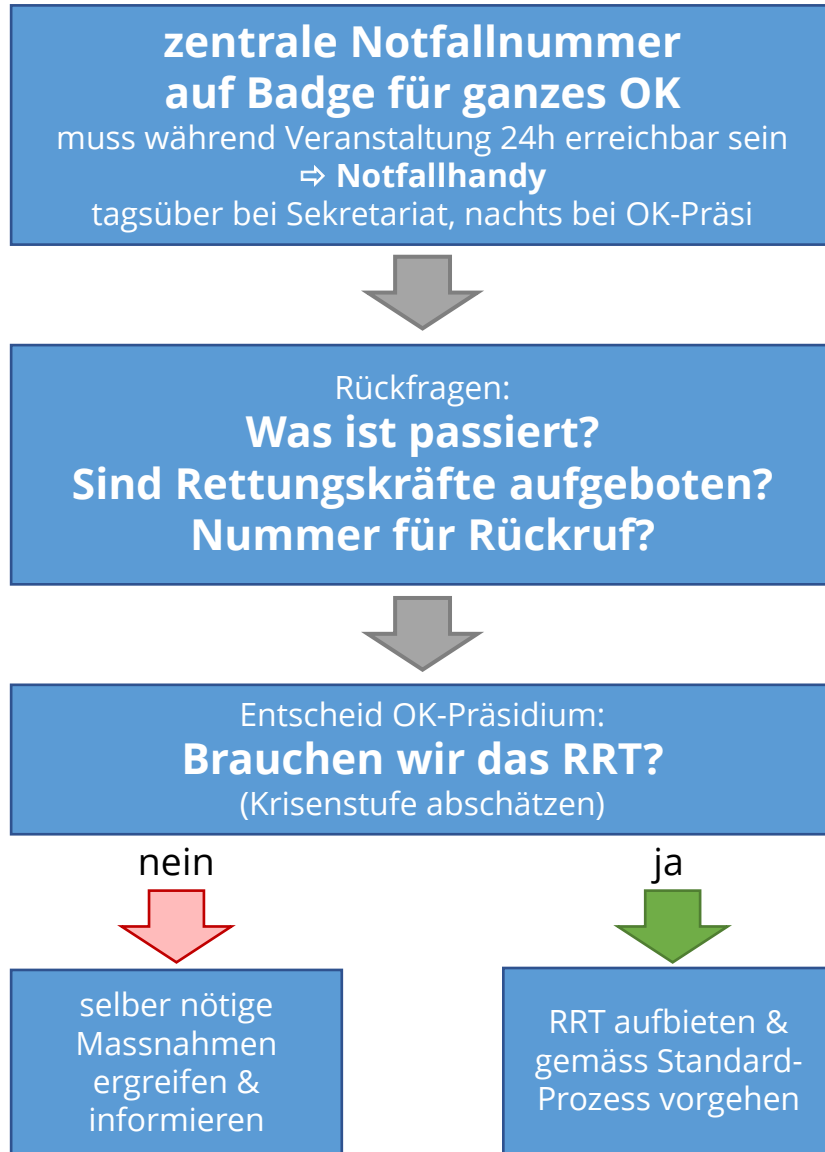 zentrale Notfallnummer
auf Badge für ganzes OK
muss während Veranstaltung 24h erreichbar sein
⇨ Notfallhandy
tagsüber bei Sekretariat, nachts bei OK-Präsi
Rückfragen:
Was ist passiert?
Sind Rettungskräfte aufgeboten?
Nummer für Rückruf?
Entscheid OK-Präsidium:
Brauchen wir das RRT?
(Krisenstufe abschätzen)
nein
ja
selber nötige
Massnahmen
ergreifen &
informieren
RRT aufbieten &
gemäss Standard-
Prozess vorgehen